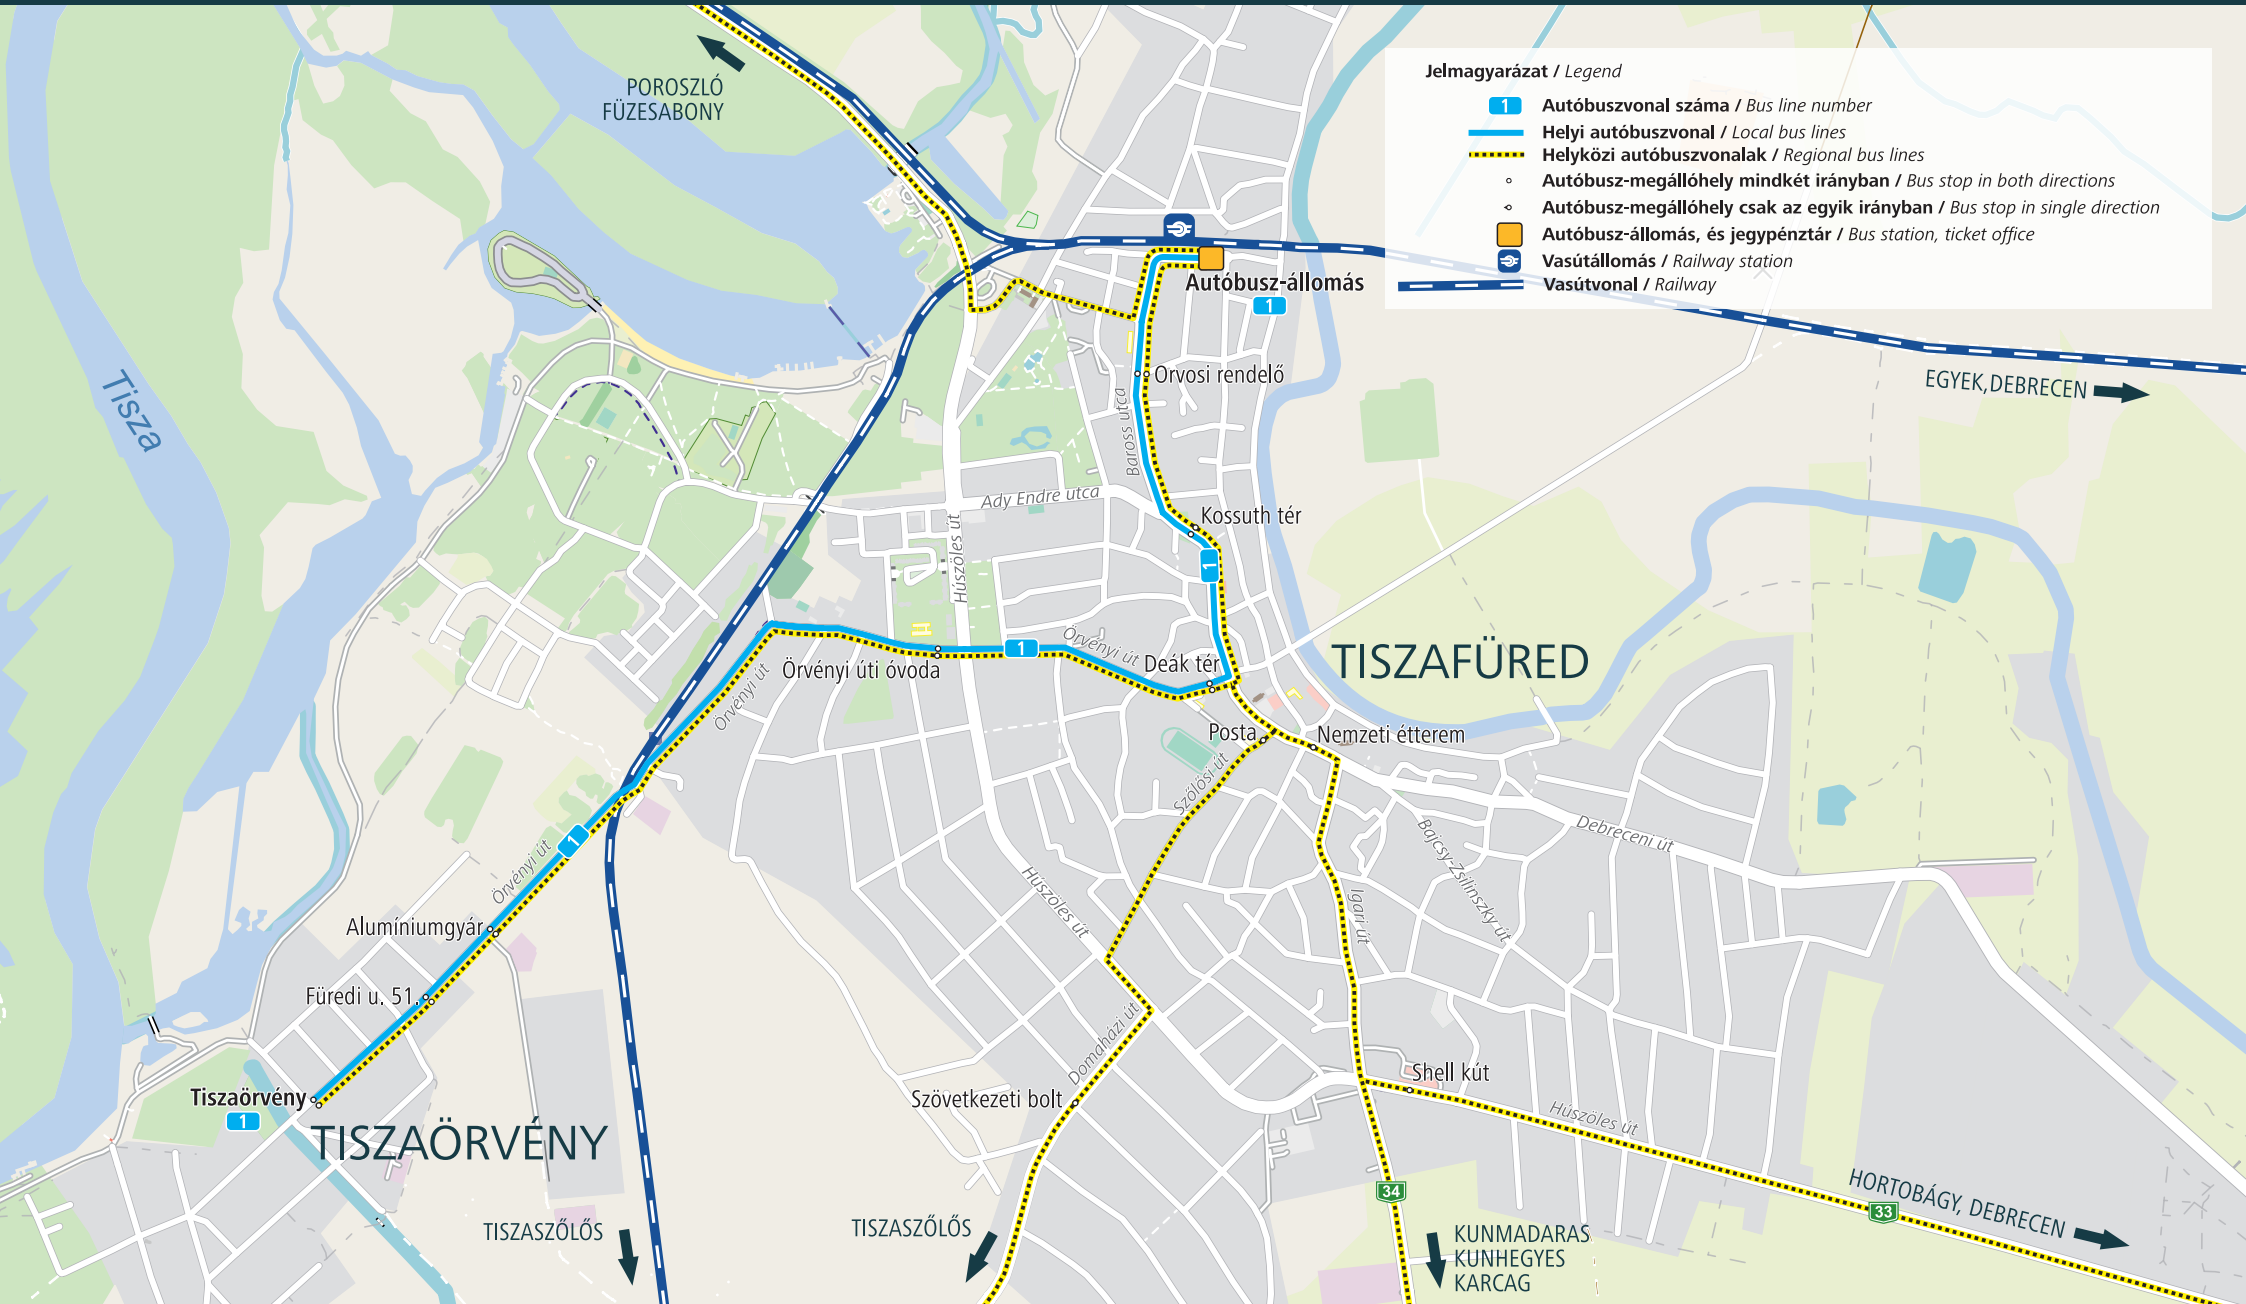 POROSZLÓ
FÜZESABONY
Jelmagyarázat / Legend
1 Autóbuszvonal száma / Bus line number
Helyi autóbuszvonal / Local bus lines
Helyközi autóbuszvonalak / Regional bus lines
Autóbusz-megállóhely mindkét irányban / Bus stop in both directions
Autóbusz-megállóhely csak az egyik irányban / Bus stop in single direction
Autóbusz-állomás, és jegypénztár / Bus station, ticket office
Vasútállomás / Railway station
Vasútvonal / Railway
Autóbusz-állomás
1
Tisza
EGYEK,DEBRECEN
Orvosi rendelő
Baross utca
Ady Endre utca
Kossuth tér
Húszöles út
1
Örvényi úti óvoda
1
Örvényi út
Deák tér
TISZAFÜRED
Örvényi út
Posta
Nemzeti étterem
Szőlősi út
1
Örvényi út
Debreceni út
Bajcsy-Zsilinszky út
Húszöles út
Igari út
Alumíniumgyár
Füredi u. 51.
Domaházi út
Shell kút
Szövetkezeti bolt
Húszöles út
Tiszaörvény
1
TISZAÖRVÉNY
34
33
HORTOBÁGY, DEBRECEN
TISZASZŐLŐS
TISZASZŐLŐS
KUNMADARAS
KUNHEGYES
KARCAG